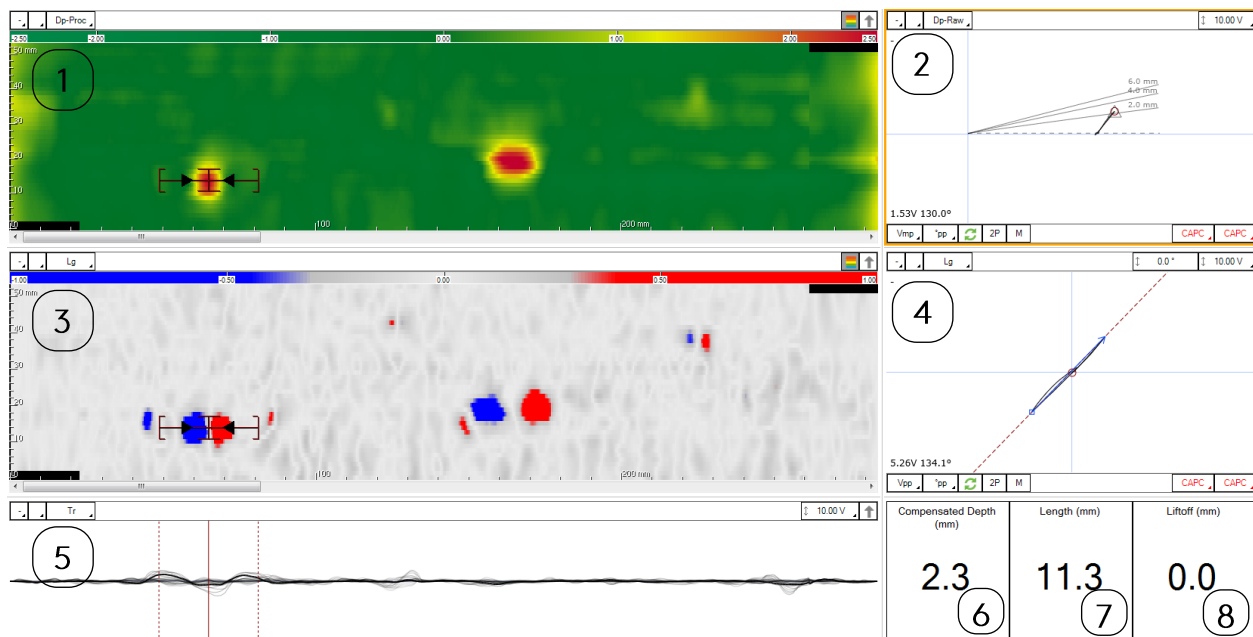 - Dp-Proc
-2.50 -2.00 -1.00 0.00 1.00 2.00 2.50
50 mm
40
30
20
10
0
100
200 mm
1
- Dp-Raw 10.00 V
-
2
6.0 mm
4.0 mm
2.0 mm
1.53V 130.0°
Vmp °pp 2P M CAPC CAPC
- Lg
-1.00 -0.50 0.00 0.50 1.00
50 mm
40
30
20
10
0
100
200 mm
3
- Lg 0.0 ° 10.00 V
-
4
5.26V 134.1°
Vpp °pp 2P M CAPC CAPC
- Tr 10.00 V
5
Compensated Depth
(mm)
2.3
6
Length (mm)
11.3
7
Liftoff (mm)
0.0
8